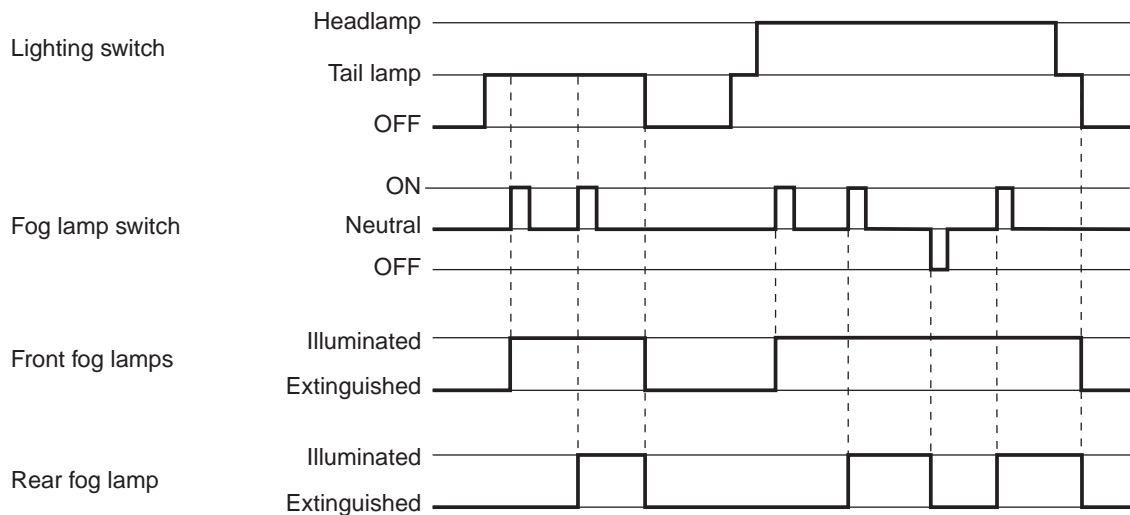 Headlamp
Lighting switch
Tail lamp
OFF
ON
Fog lamp switch
Neutral
OFF
Illuminated
Front fog lamps
Extinguished
Illuminated
Rear fog lamp
Extinguished